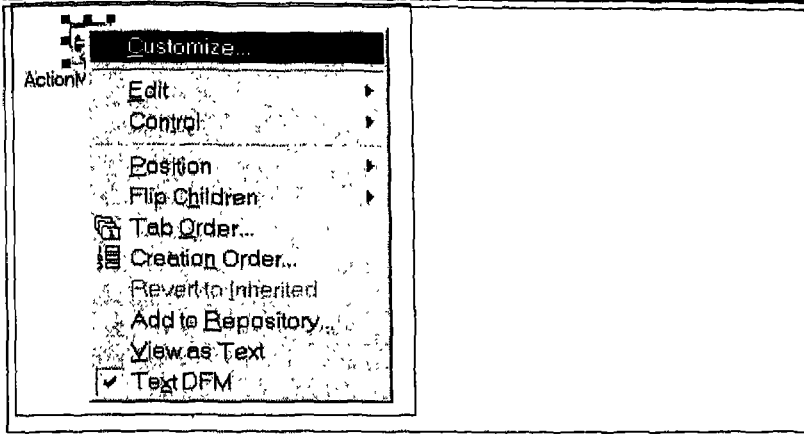 Customize...
ActionM
Edit
Control
Position
Flip Children
Tab Order...
Creation Order...
Revert to Inherited
Add to Repository...
View as Text
Text DFM